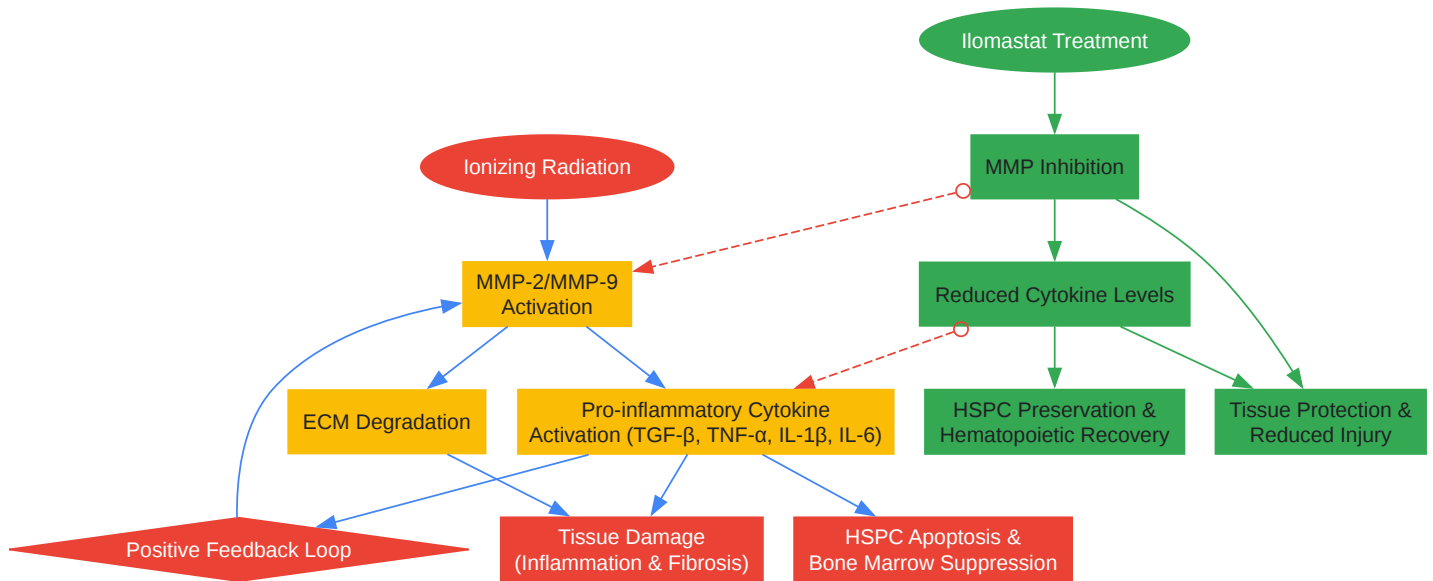 Ilomastat Treatment
Ionizing Radiation
MMP Inhibition
MMP-2/MMP-9
Activation
Reduced Cytokine Levels
ECM Degradation
Pro-inflammatory Cytokine
Activation (TGF-β, TNF-α, IL-1β, IL-6)
HSPC Preservation &
Hematopoietic Recovery
Tissue Protection &
Reduced Injury
Positive Feedback Loop
Tissue Damage
(Inflammation & Fibrosis)
HSPC Apoptosis &
Bone Marrow Suppression